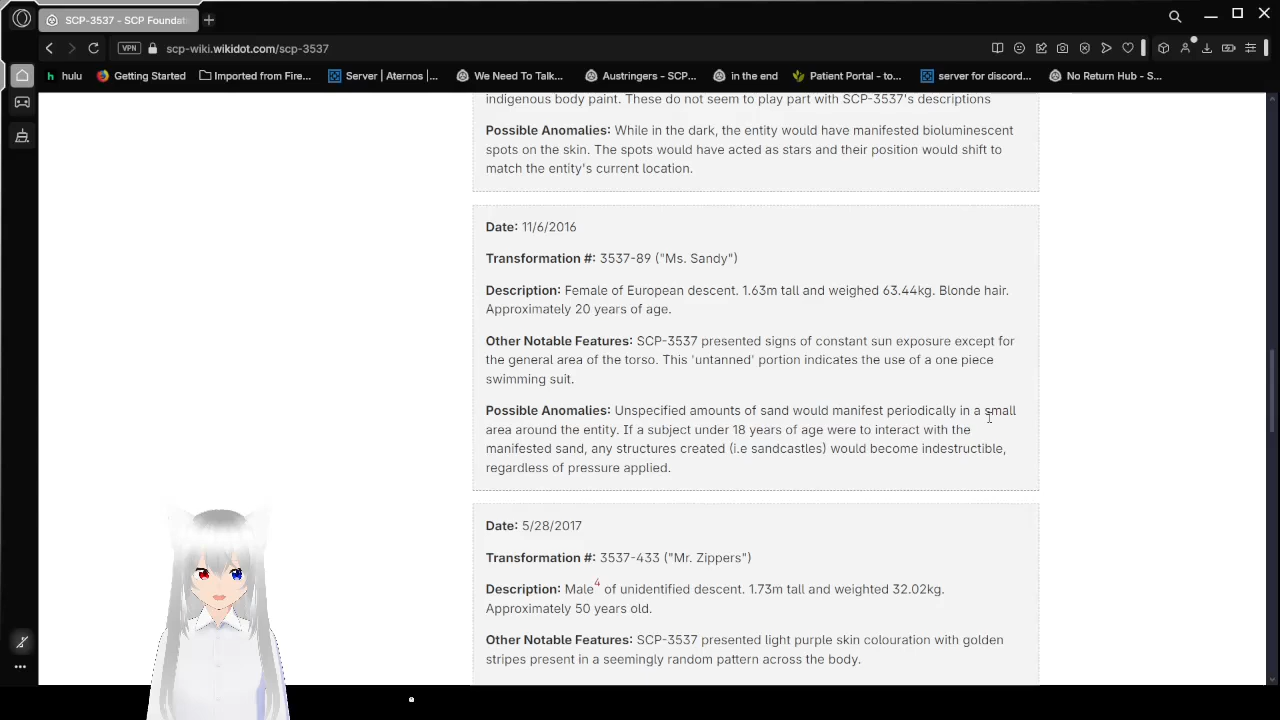 SCP-3537 - SCP Foundat
VPN scp-wiki.wikidot.com/scp-3537
h hulu Getting Started Imported from Fire... Server | Aternos |... We Need To Talk... Austringers - SCP... in the end Patient Portal - to... server for discord... No Return Hub - S...
indigenous body paint. These do not seem to play part with SCP-3537's descriptions
Possible Anomalies: While in the dark, the entity would have manifested bioluminescent
spots on the skin. The spots would have acted as stars and their position would shift to
match the entity's current location.
Date: 11/6/2016
Transformation #: 3537-89 ("Ms. Sandy")
Description: Female of European descent. 1.63m tall and weighed 63.44kg. Blonde hair.
Approximately 20 years of age.
Other Notable Features: SCP-3537 presented signs of constant sun exposure except for
the general area of the torso. This 'untanned' portion indicates the use of a one piece
swimming suit.
Possible Anomalies: Unspecified amounts of sand would manifest periodically in a small
area around the entity. If a subject under 18 years of age were to interact with the
manifested sand, any structures created (i.e sandcastles) would become indestructible,
regardless of pressure applied.
Date: 5/28/2017
Transformation #: 3537-433 ("Mr. Zippers")
Description: Male4 of unidentified descent. 1.73m tall and weighted 32.02kg.
Approximately 50 years old.
Other Notable Features: SCP-3537 presented light purple skin colouration with golden
stripes present in a seemingly random pattern across the body.